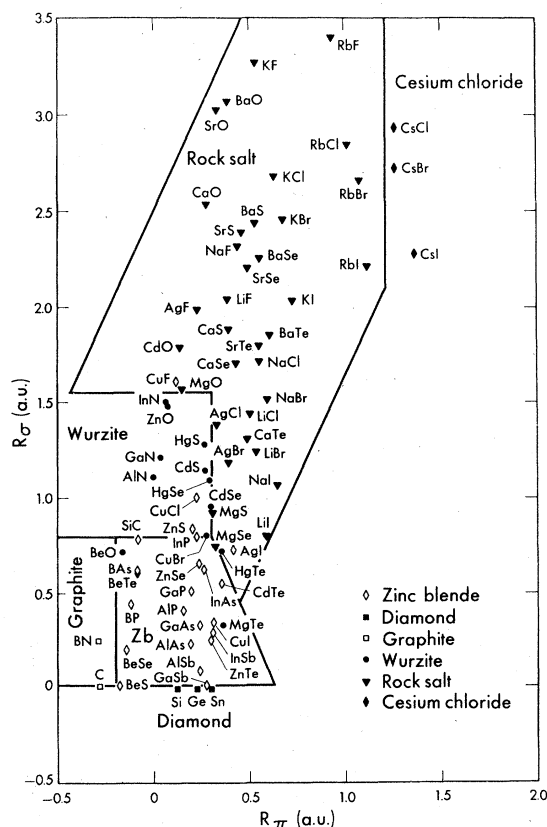 3.5
RbF
KF
Cesium chloride
BaO
3.0
SrO
CsCl
RbCl
Rock salt
CsBr
KCl
RbBr
CaO
2.5
BaS
KBr
SrS
NaF
BaSe
RbI
CsI
SrSe
LiF
KI
2.0
AgF
CaS
BaTe
SrTe
CdO
NaCl
CaSe
CuF
MgO
1.5
InN
NaBr
ZnO
AgCl
LiCl
Wurzite
HgS
CaTe
GaN
AgBr
LiBr
CdS
AlN
NaI
HgSe
1.0
CdSe
CuCl
MgS
SiC
ZnS
LiI
InP
MgSe
BeO
CuBr
AgI
BAs
HgTe
BeTe
ZnSe
0.5
GaP
InAs
CdTe
BP
AlP
Graphite
Zb
GaAs
MgTe
BN
CuI
AlAs
InSb
BeSe
AlSb
ZnTe
C
GaSb
0
BeS
Si Ge Sn
Diamond
Zinc blende
Diamond
Graphite
Wurzite
Rock salt
Cesium chloride
−0.5
−0.5 0 0.5 1.0 1.5 2.0
Rπ (a.u.)
Rσ (a.u.)